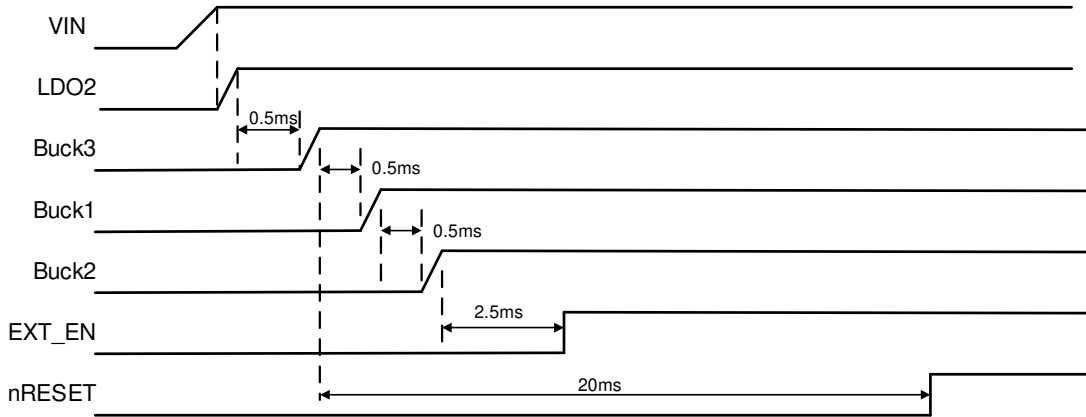 VIN
LDO2
0.5ms
Buck3
0.5ms
Buck1
0.5ms
Buck2
2.5ms
EXT_EN
20ms
nRESET